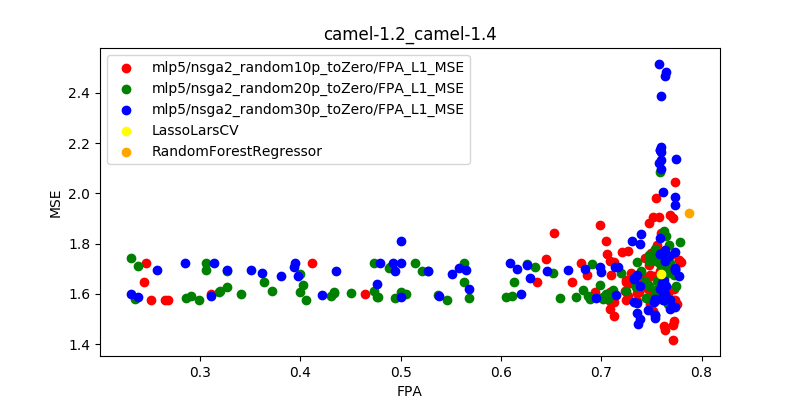 camel-1.2_camel-1.4
mlp5/nsga2_random10p_toZero/FPA_L1_MSE
mlp5/nsga2_random20p_toZero/FPA_L1_MSE
mlp5/nsga2_random30p_toZero/FPA_L1_MSE
LassoLarsCV
RandomForestRegressor
MSE
2.4
2.2
2.0
1.8
1.6
1.4
0.3 0.4 0.5 0.6 0.7 0.8
FPA